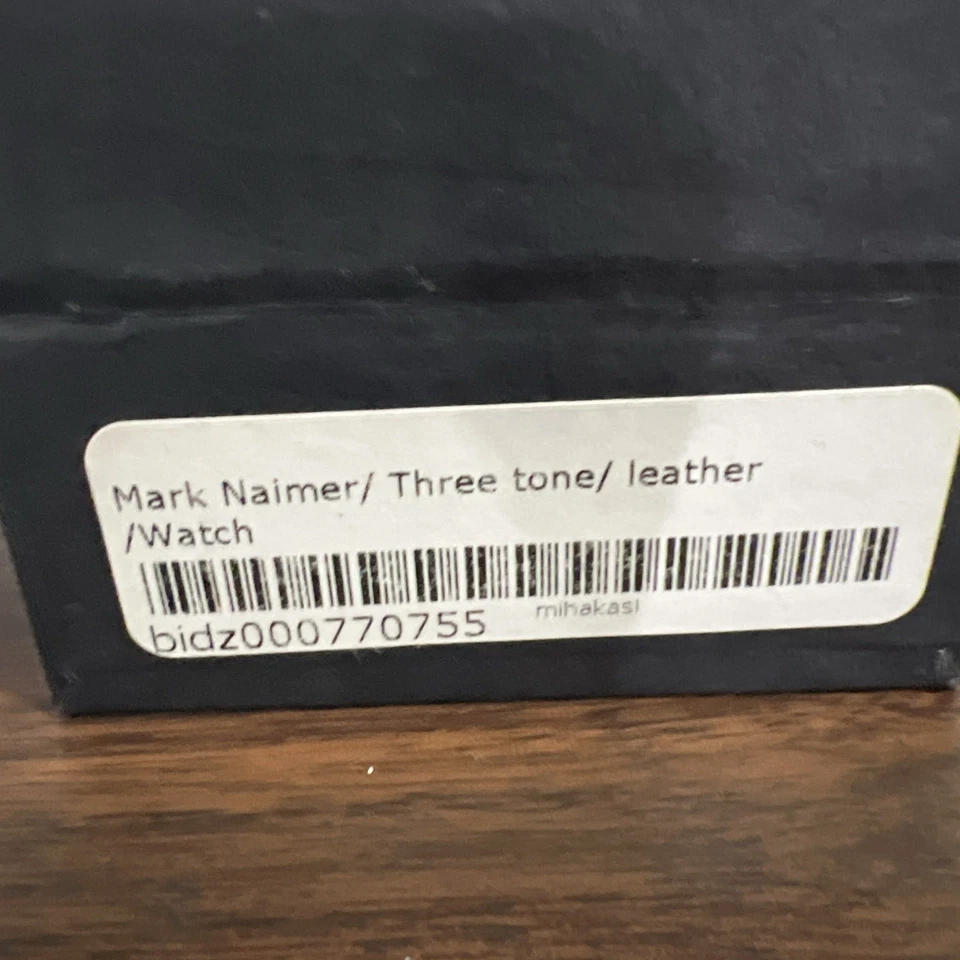 Mark Naimer/ Three tone/ leather
/Watch
bidz000770755
mihakasi